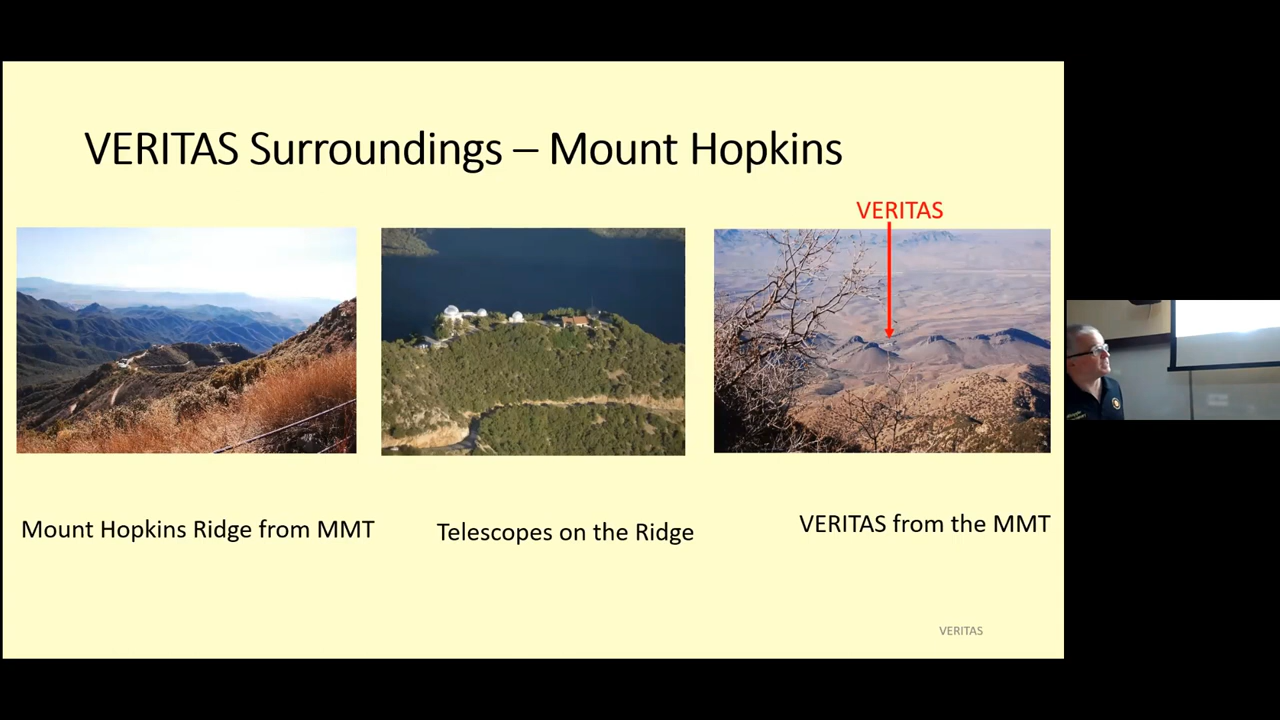 VERITAS Surroundings – Mount Hopkins
VERITAS
Mount Hopkins Ridge from MMT
Telescopes on the Ridge
VERITAS from the MMT
VERITAS